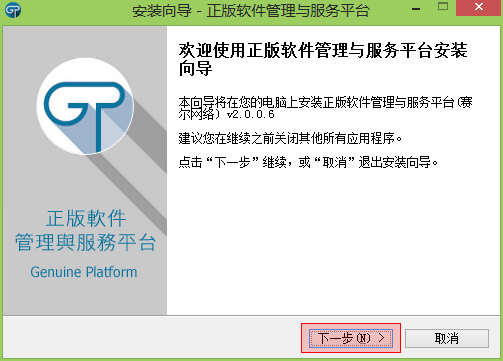 安装向导 - 正版软件管理与服务平台
GT
正版軟件
管理與服務平台
Genuine Platform
欢迎使用正版软件管理与服务平台安装
向导
本向导将在您的电脑上安装正版软件管理与服务平台(赛
尔网络) v2.0.0.6
建议您在继续之前关闭其他所有应用程序。
点击“下一步”继续，或“取消”退出安装向导。
下一步(N) >
取消